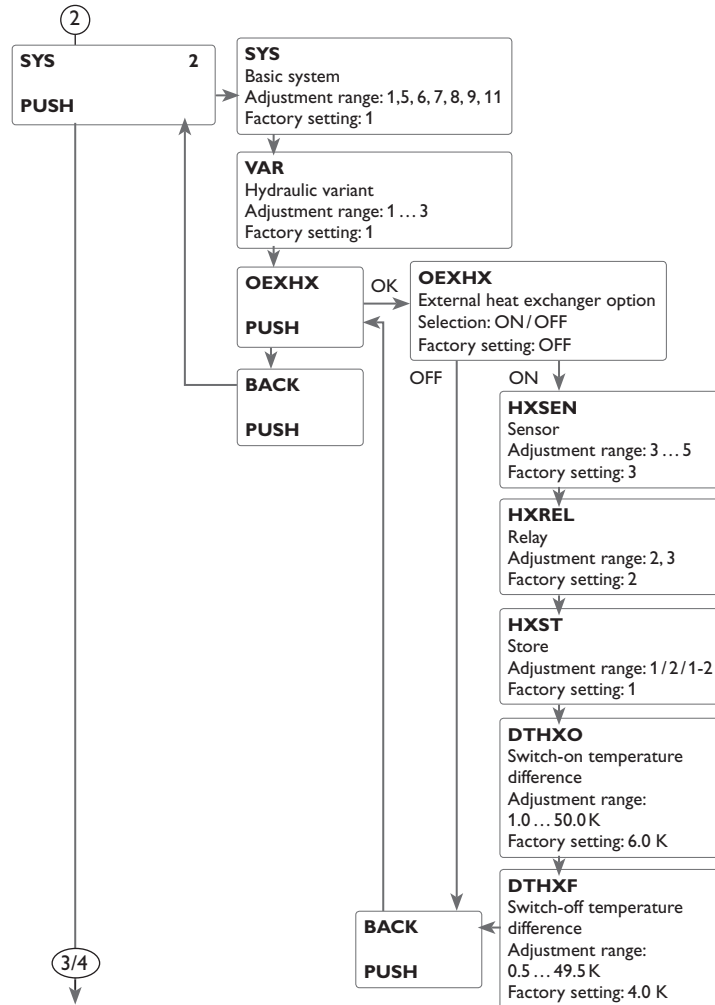 2
SYS 2
PUSH
SYS
Basic system
Adjustment range: 1,5, 6, 7, 8, 9, 11
Factory setting: 1
VAR
Hydraulic variant
Adjustment range: 1 … 3
Factory setting: 1
OEXHX
PUSH
OK
OEXHX
External heat exchanger option
Selection: ON / OFF
Factory setting: OFF
BACK
PUSH
OFF
ON
HXSEN
Sensor
Adjustment range: 3 … 5
Factory setting: 3
HXREL
Relay
Adjustment range: 2, 3
Factory setting: 2
HXST
Store
Adjustment range: 1 / 2 / 1-2
Factory setting: 1
DTHXO
Switch-on temperature
difference
Adjustment range:
1.0 … 50.0 K
Factory setting: 6.0 K
DTHXF
Switch-off temperature
difference
Adjustment range:
0.5 … 49.5 K
Factory setting: 4.0 K
BACK
PUSH
3/4